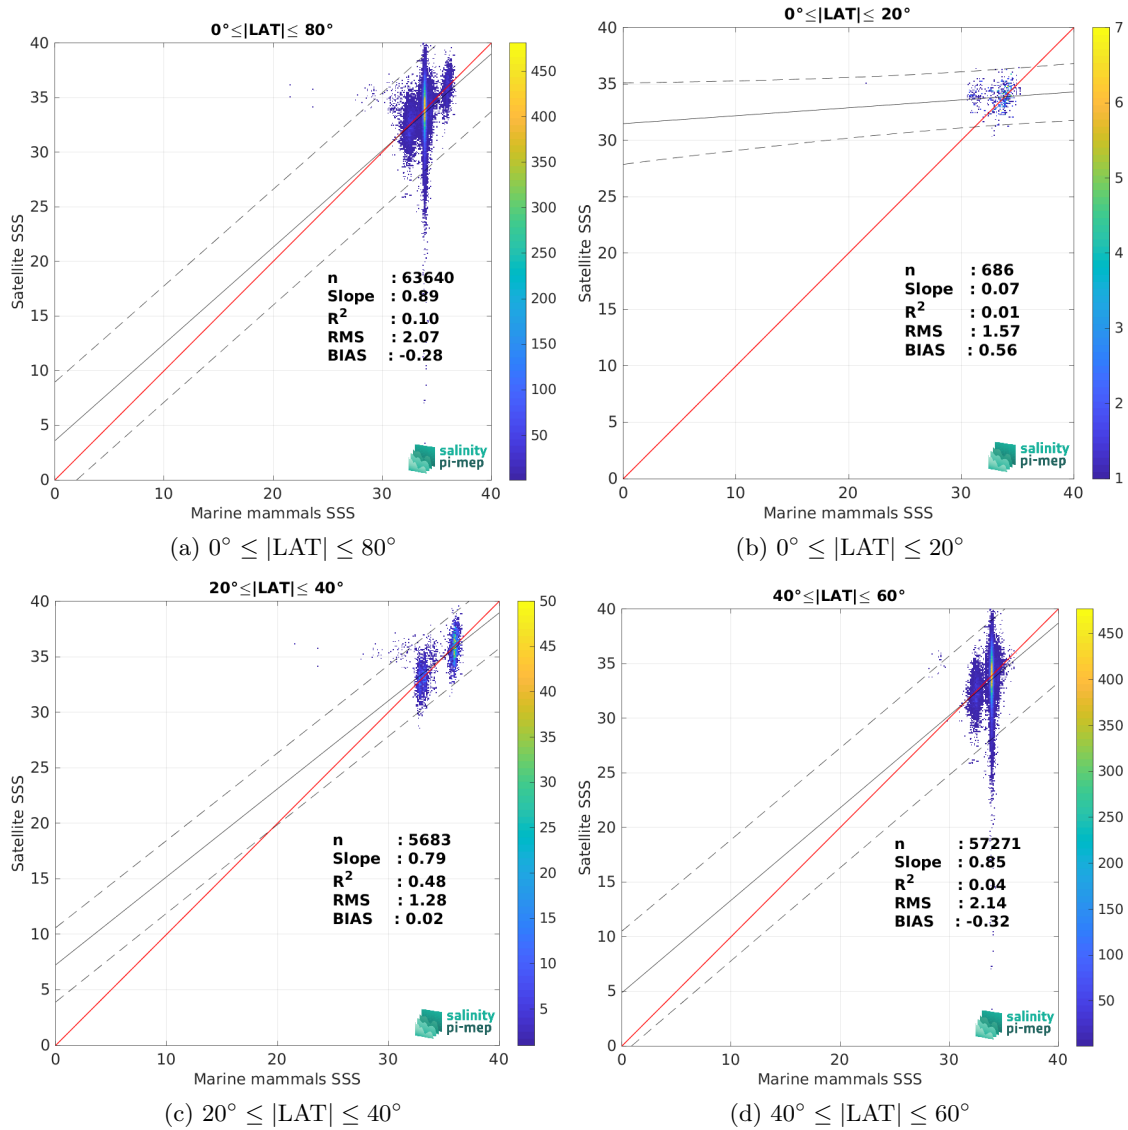 0°≤|LAT|≤ 80°
40
35
30
25
20
15
10
5
0
Satellite SSS
0
10
20
30
40
Marine mammals SSS
n : 63640
Slope : 0.89
R² : 0.10
RMS : 2.07
BIAS : -0.28
salinity
pi-mep
450
400
350
300
250
200
150
100
50
(a) 0° ≤ |LAT| ≤ 80°
0°≤|LAT|≤ 20°
40
35
30
25
20
15
10
5
0
Satellite SSS
0
10
20
30
40
Marine mammals SSS
n : 686
Slope : 0.07
R² : 0.01
RMS : 1.57
BIAS : 0.56
salinity
pi-mep
7
6
5
4
3
2
1
(b) 0° ≤ |LAT| ≤ 20°
20°≤|LAT|≤ 40°
40
35
30
25
20
15
10
5
0
Satellite SSS
0
10
20
30
40
Marine mammals SSS
n : 5683
Slope : 0.79
R² : 0.48
RMS : 1.28
BIAS : 0.02
salinity
pi-mep
50
45
40
35
30
25
20
15
10
5
(c) 20° ≤ |LAT| ≤ 40°
40°≤|LAT|≤ 60°
40
35
30
25
20
15
10
5
0
Satellite SSS
0
10
20
30
40
Marine mammals SSS
n : 57271
Slope : 0.85
R² : 0.04
RMS : 2.14
BIAS : -0.32
salinity
pi-mep
450
400
350
300
250
200
150
100
50
(d) 40° ≤ |LAT| ≤ 60°